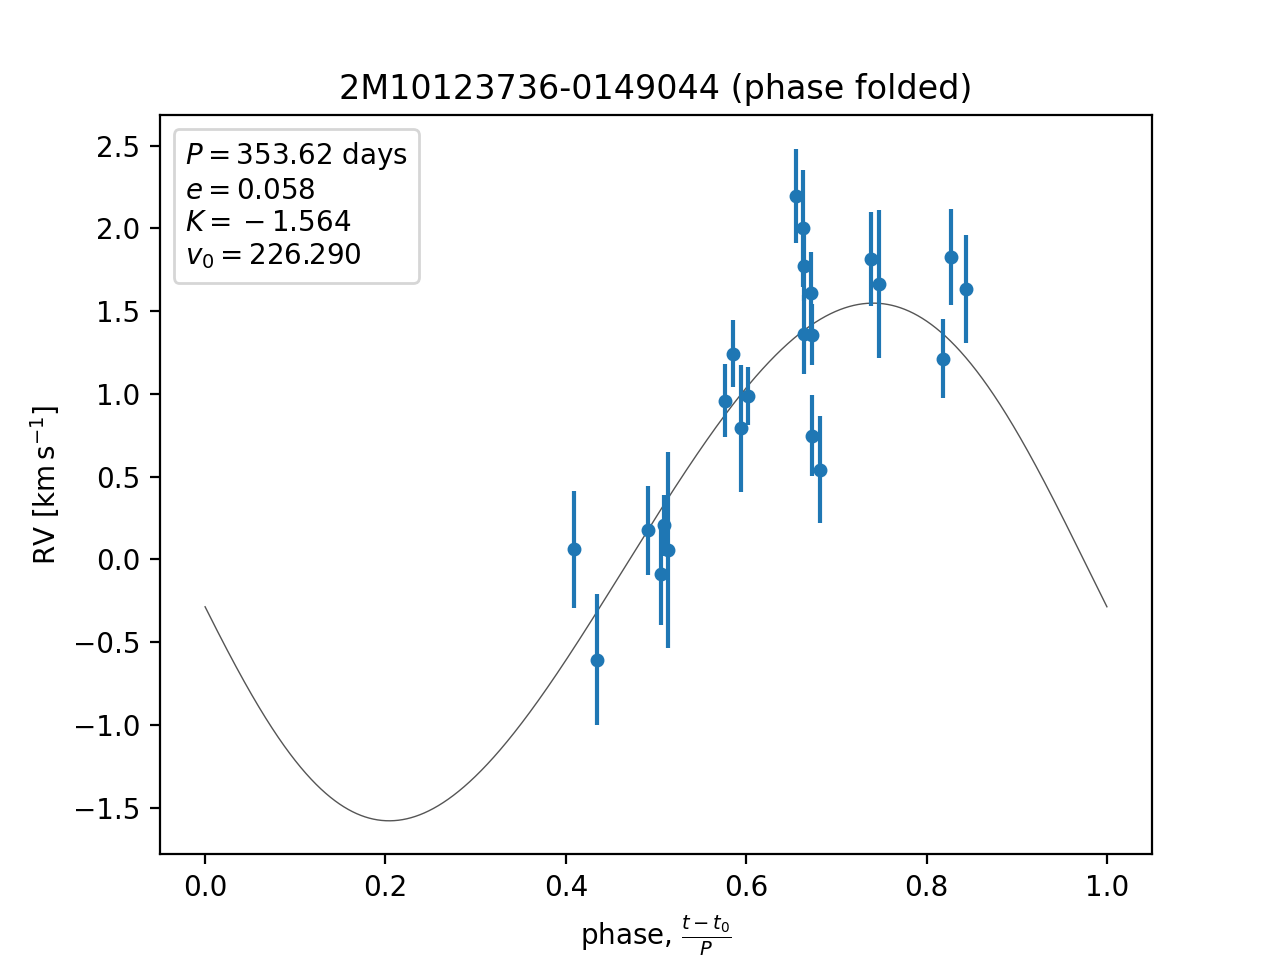 2M10123736-0149044 (phase folded)
P = 353.62 days
e = 0.058
K = −1.564
v₀ = 226.290
RV [km s⁻¹]
2.5
2.0
1.5
1.0
0.5
0.0
−0.5
−1.0
−1.5
0.0 0.2 0.4 0.6 0.8 1.0
phase, (t − t₀)/P